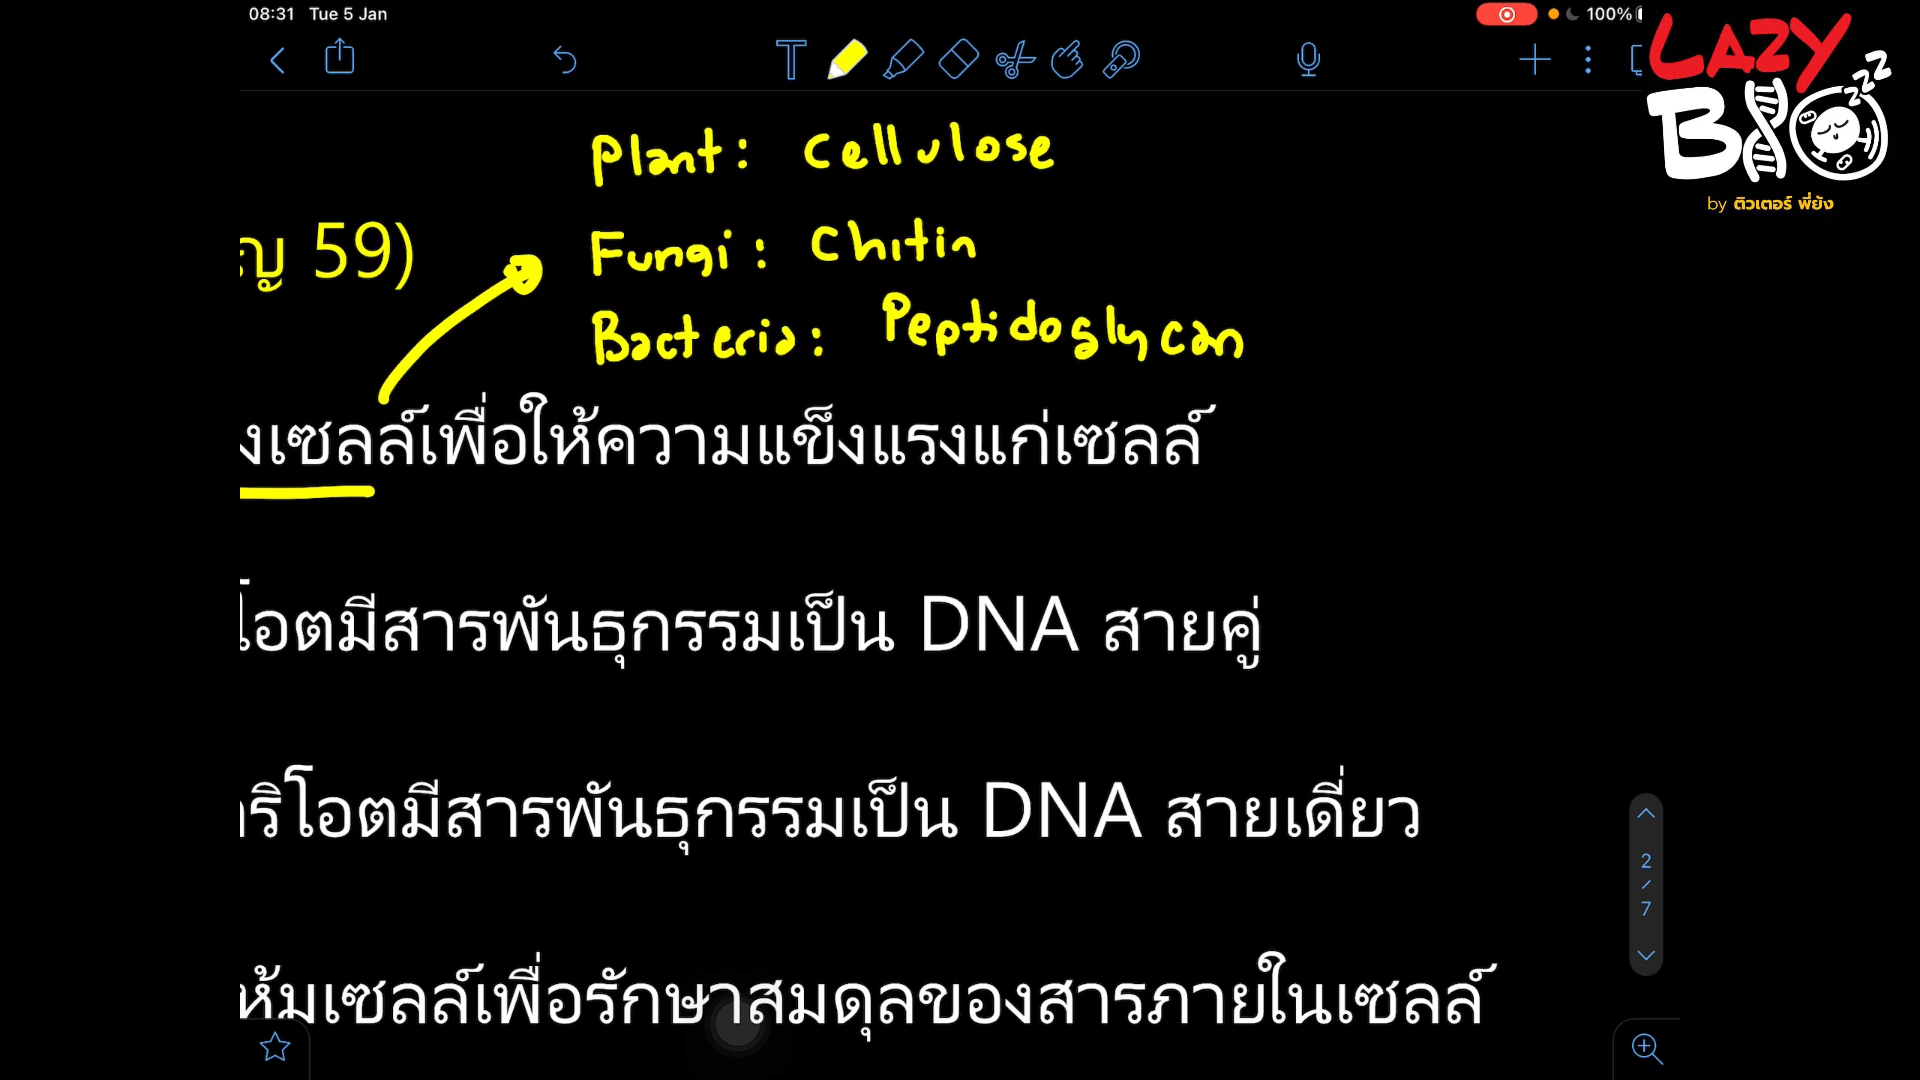 08:31 Tue 5 Jan
100%
LAZY
BIO
zzz
by ติวเตอร์ พี่ยัง
Plant: Cellulose
ญ 59)
Fungi: Chitin
Bacteria: Peptidoglycan
งเซลล์เพื่อให้ความแข็งแรงแก่เซลล์
โอตมีสารพันธุกรรมเป็น DNA สายคู่
ริโอตมีสารพันธุกรรมเป็น DNA สายเดี่ยว
2
/
7
ห้มเซลล์เพื่อรักษาสมดุลของสารภายในเซลล์